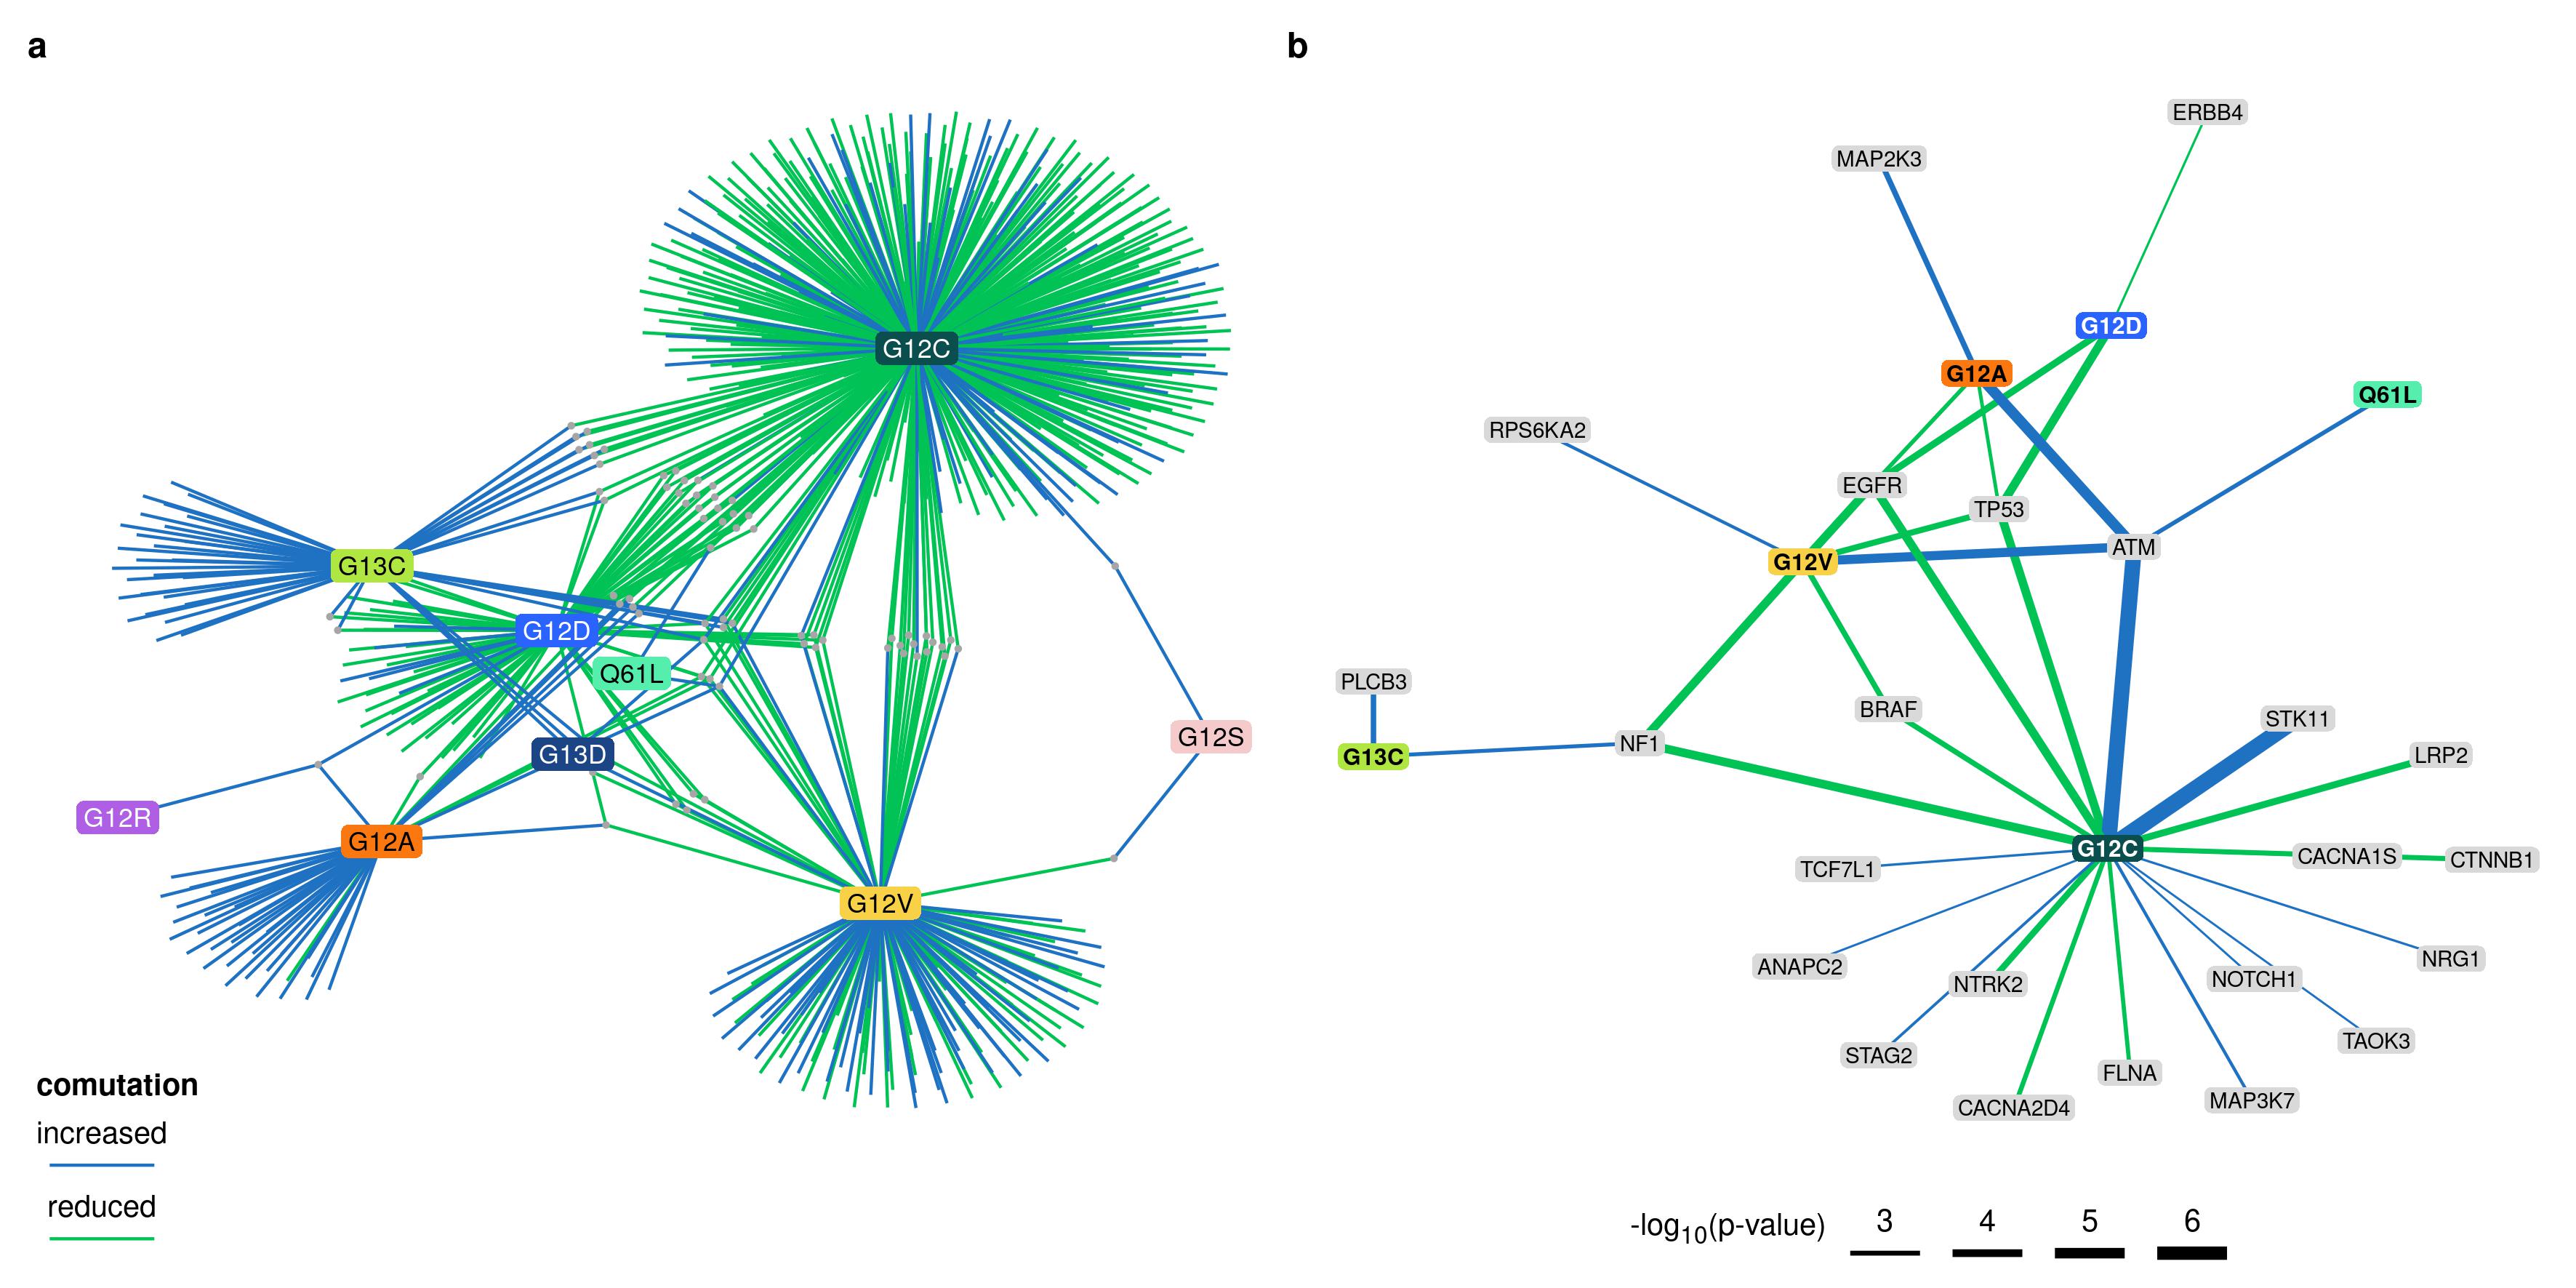 a
G12C
G13C
G12D
Q61L
G13D
G12S
G12R
G12A
G12V
comutation
increased
reduced
b
ERBB4
MAP2K3
G12D
G12A
Q61L
RPS6KA2
EGFR
TP53
ATM
G12V
PLCB3
BRAF
STK11
NF1
G13C
LRP2
G12C
CACNA1S
CTNNB1
TCF7L1
ANAPC2
NRG1
NOTCH1
NTRK2
TAOK3
STAG2
FLNA
MAP3K7
CACNA2D4
-log10(p-value) 3 4 5 6